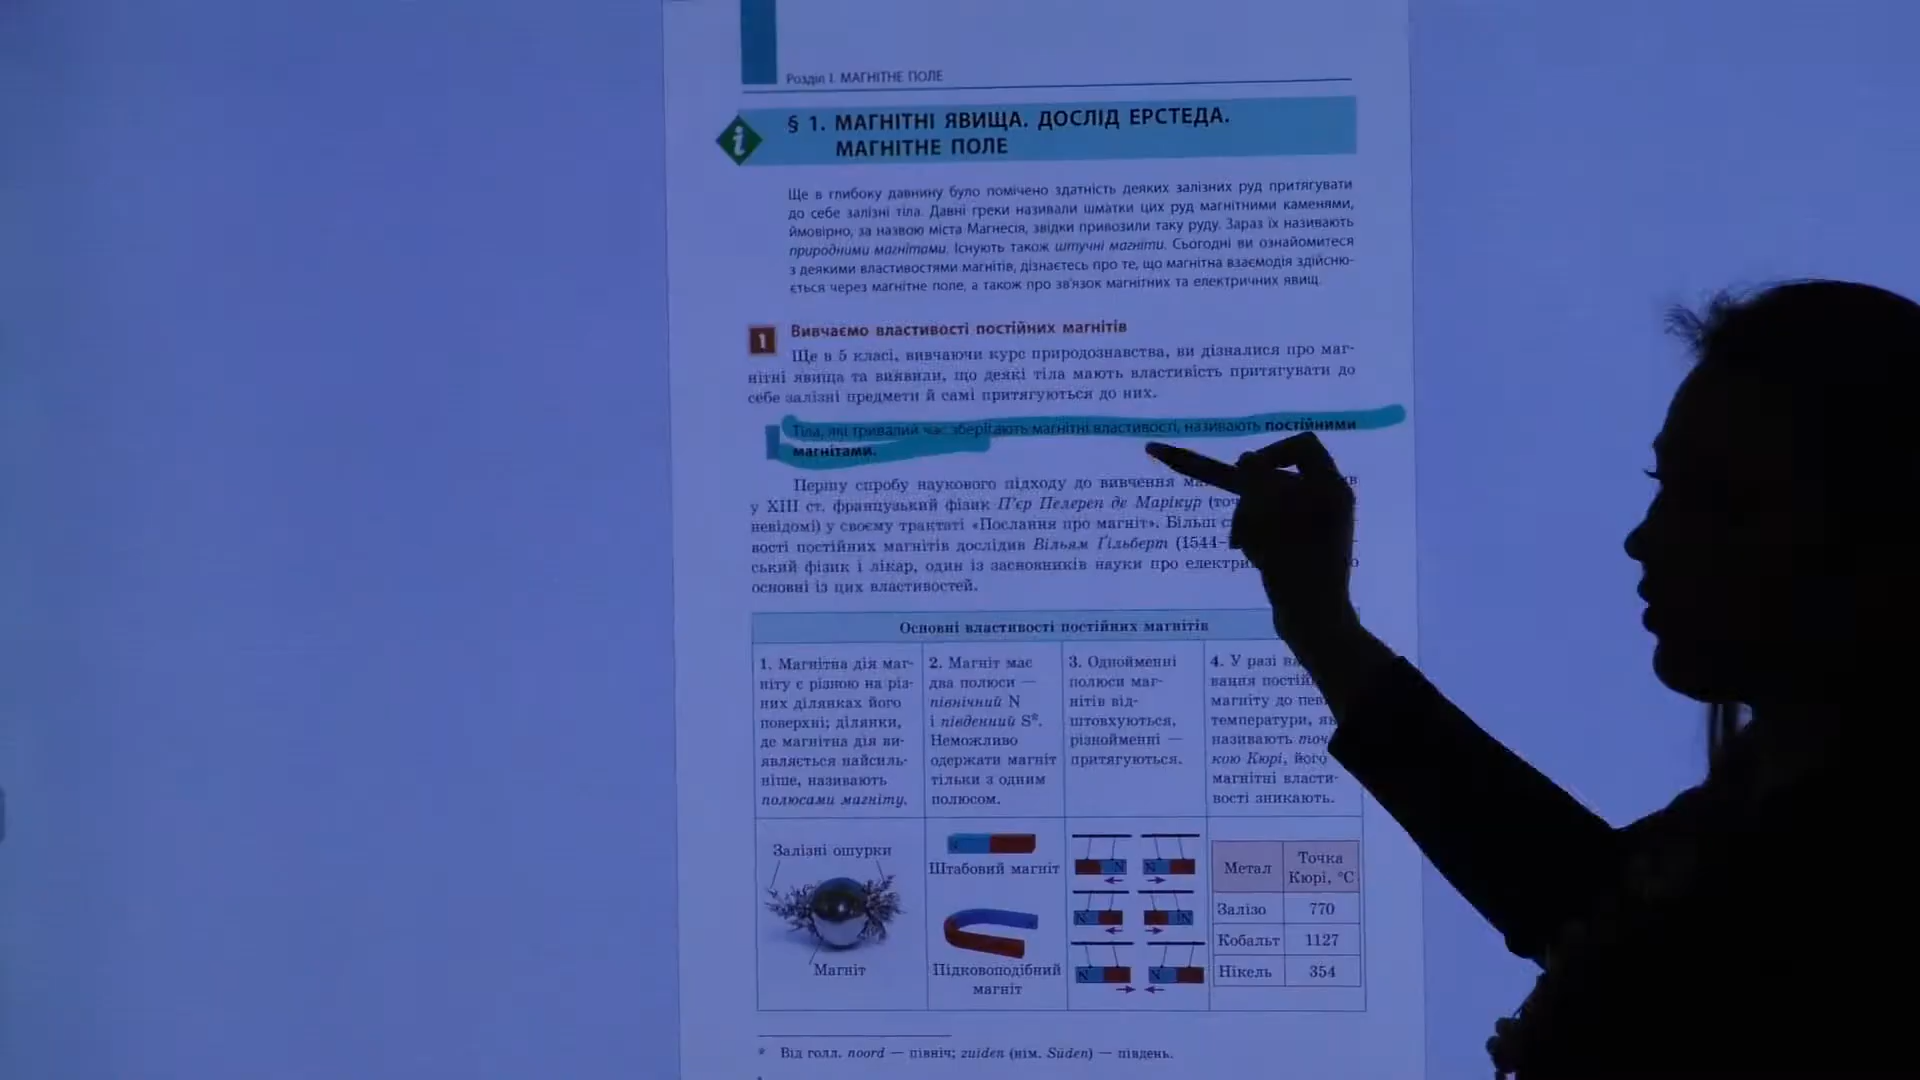 Розділ I. МАГНІТНЕ ПОЛЕ
i
§ 1. МАГНІТНІ ЯВИЩА. ДОСЛІД ЕРСТЕДА.
МАГНІТНЕ ПОЛЕ
Ще в глибоку давнину було помічено здатність деяких залізних руд притягувати
до себе залізні тіла. Давні греки називали шматки цих руд магнітними каменями,
ймовірно, за назвою міста Магнесія, звідки привозили таку руду. Зараз їх називають
природними магнітами. Існують також штучні магніти. Сьогодні ви ознайомитеся
з деякими властивостями магнітів, дізнаєтесь про те, що магнітна взаємодія здійсню-
ється через магнітне поле, а також про зв'язок магнітних та електричних явищ.
1
Вивчаємо властивості постійних магнітів
Ще в 5 класі, вивчаючи курс природознавства, ви дізналися про маг-
нітні явища та виявили, що деякі тіла мають властивість притягувати до
себе залізні предмети й самі притягуються до них.
Тіла, які тривалий час зберігають магнітні властивості, називають постійними
магнітами.
Першу спробу наукового підходу до вивчення
у XIII ст. французький фізик П'єр Пелерен де Марікур
невідомі) у своєму трактаті «Послання про магніт». Більш
вості постійних магнітів дослідив Вільям Ґільберт (1544–
ський фізик і лікар, один із засновників науки про
основні із цих властивостей.
Основні властивості постійних магнітів
1. Магнітна дія маг-
ніту є різною на різ-
них ділянках його
поверхні; ділянки,
де магнітна дія ви-
являється найсиль-
ніше, називають
полюсами магніту.
2. Магніт має
два полюси —
північний N
і південний S*.
Неможливо
одержати магніт
тільки з одним
полюсом.
3. Однойменні
полюси маг-
нітів від-
штовхуються,
різнойменні —
притягуються.
4. У разі
вання
магніту до
температури,
називають точ-
кою Кюрі, його
магнітні власти-
вості зникають.
Залізні ошурки
Магніт
N
Штабовий магніт
Підковоподібний
магніт
N N
N N
N N
Метал Точка
Кюрі, °C
Залізо 770
Кобальт 1127
Нікель 354
* Від голл. noord — північ; zuiden (нім. Süden) — південь.